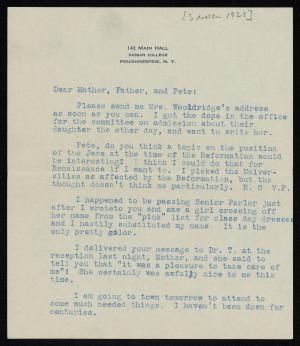 [3 March 1923]
142 MAIN HALL
VASSAR COLLEGE
POUGHKEEPSIE, N. Y.
Dear Mother, Father, and Pete:
Please send me Mrs. Wooldridge's address
as soon as you can. I got the dope in the office
for the committee on admission about their
daughter the other day, and want to write her.
Pete, do you think a topic on the position
of the Jews at the time of the Reformation would
be interesting? I think I could do that for
Renaissance if I want to. I picked the Univer-
sities as affected by the Reformation, but the
thought doesn't think me particularly. R. S V.P.
I happened to be passing Senior Parlor just
after I wroteto you and saw a girl crossing off
her name from the "pink" list for class day dresses
and I hastily substituted my name It is the
only pretty color.
I delivered your message to Dr. T. at the
reception last night, Mother, and she said to
tell you that "it was a pleasure to take care of
me"! She certainly was awfully nice to me this
time.
I am going to town tomorrow to attend to
some much needed things. I haven't been down for
centuries.